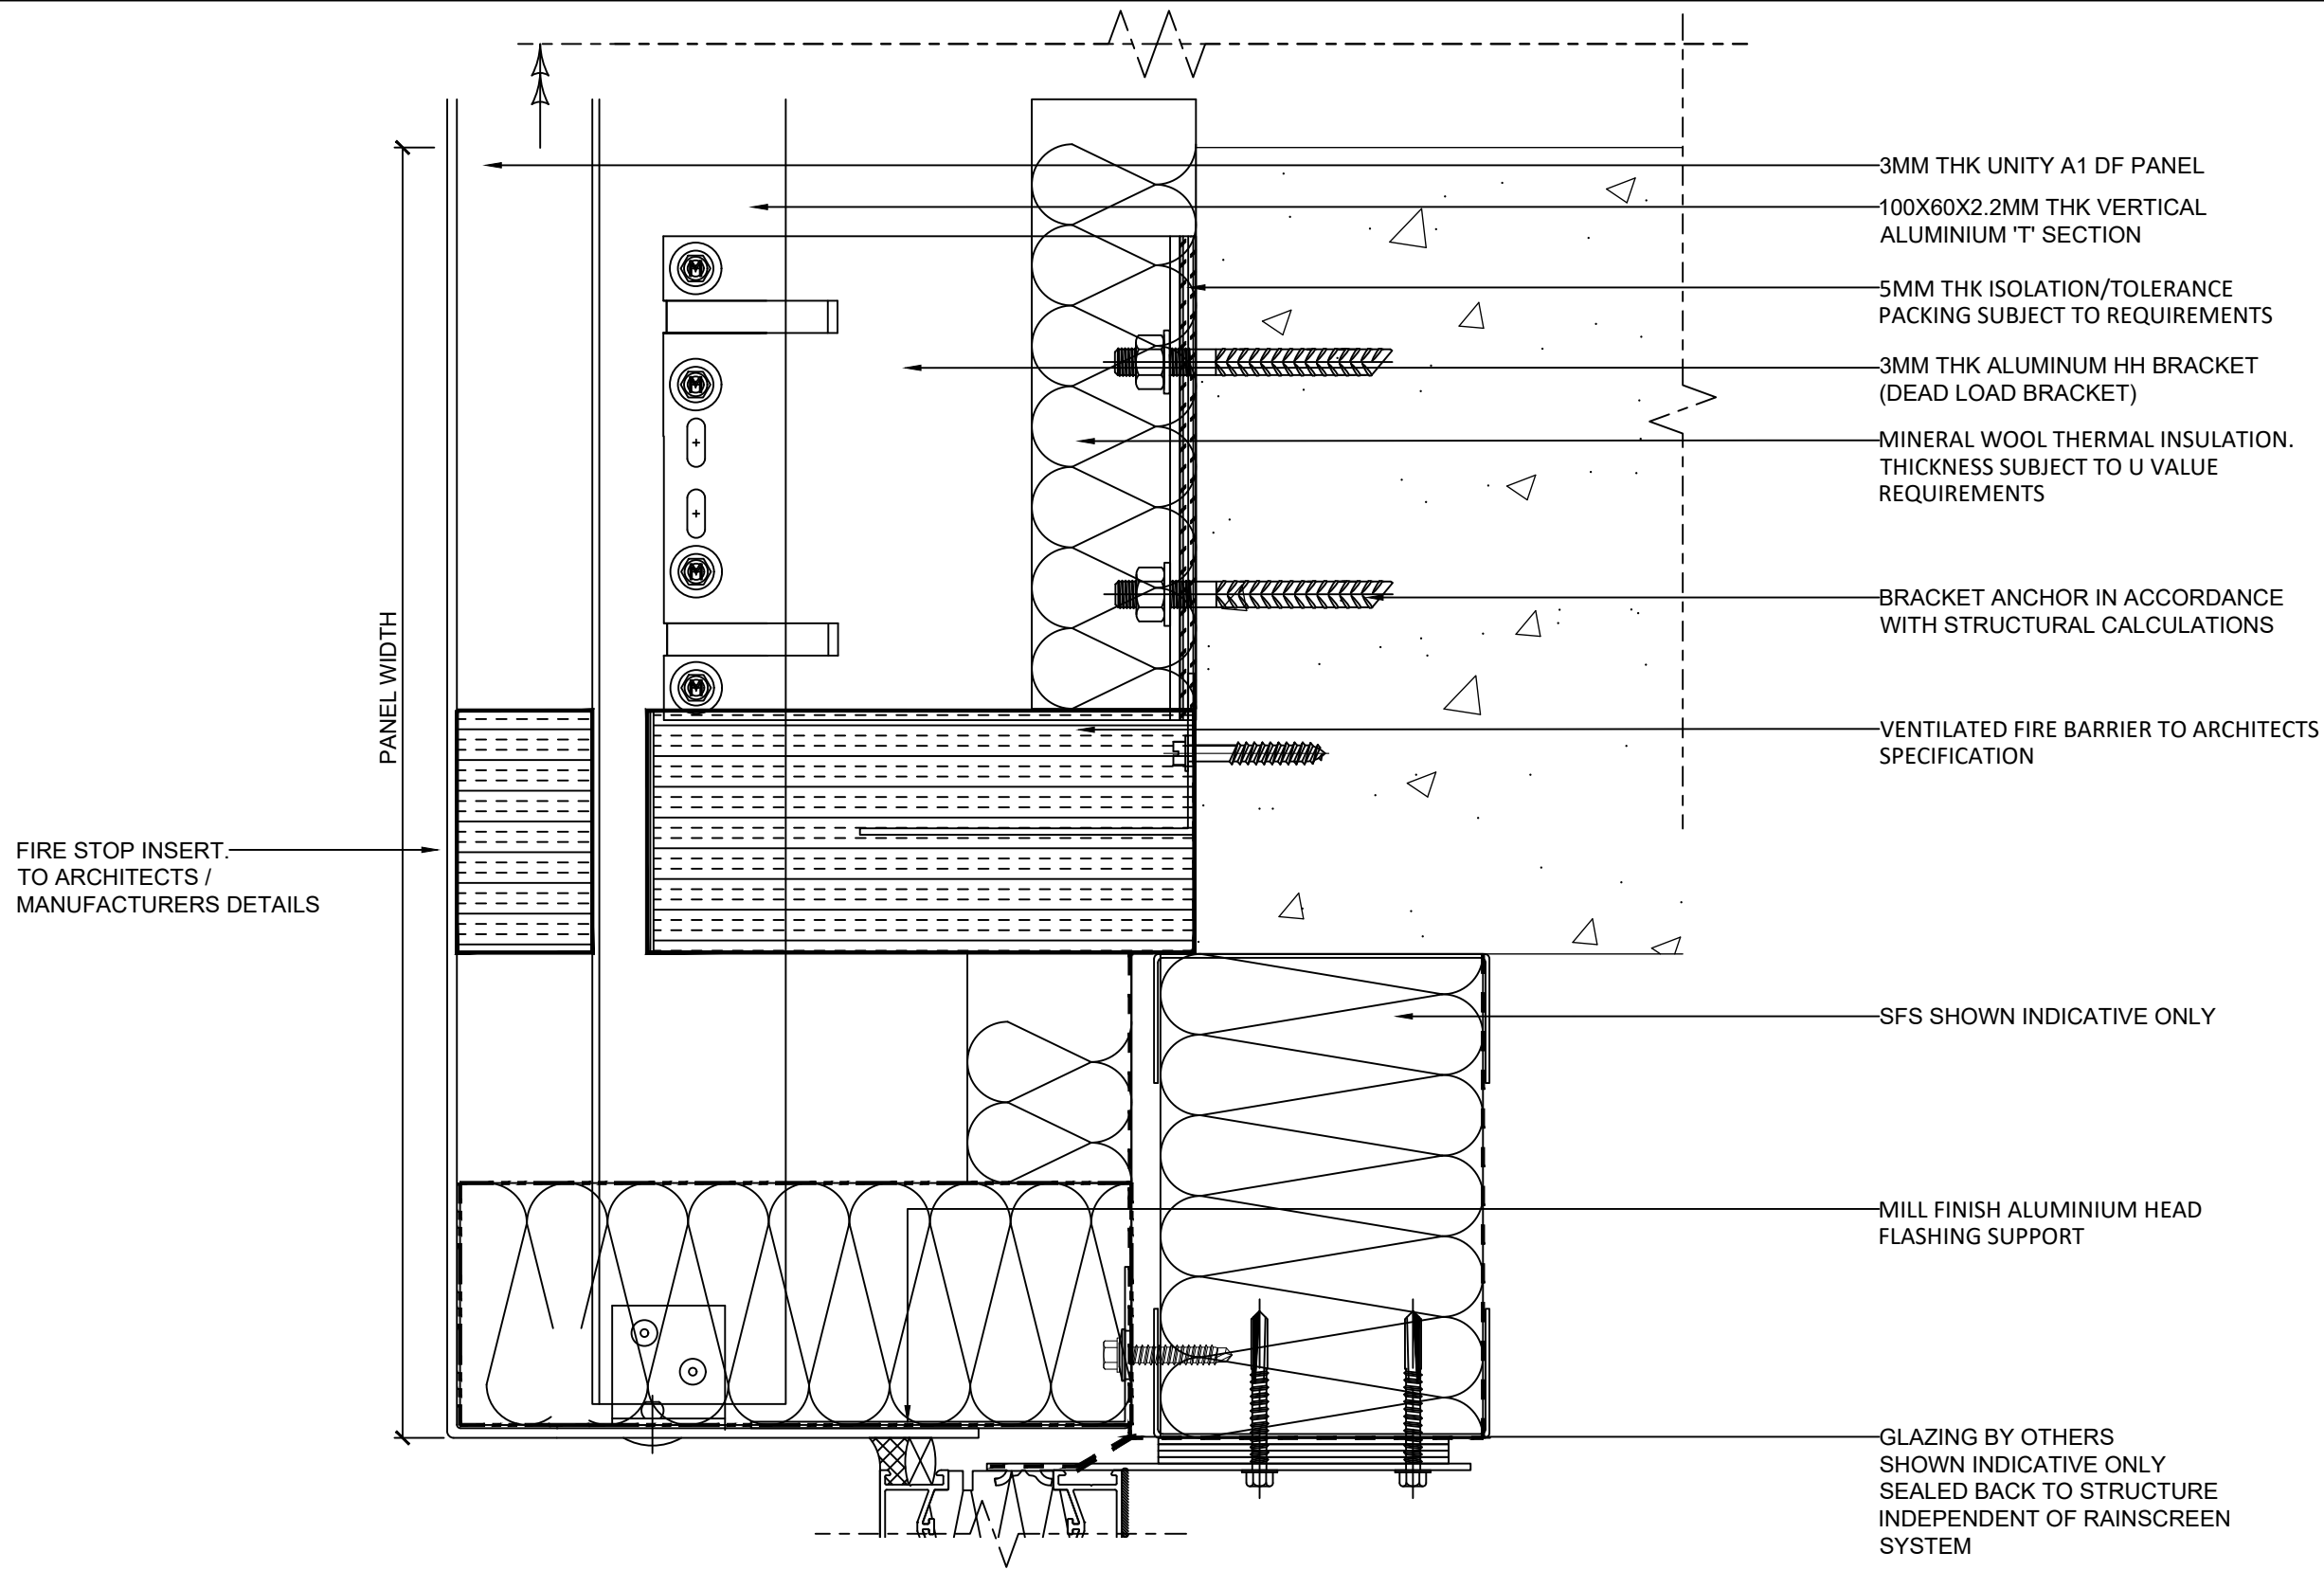 3MM THK UNITY A1 DF PANEL
100X60X2.2MM THK VERTICAL
ALUMINIUM 'T' SECTION
5MM THK ISOLATION/TOLERANCE
PACKING SUBJECT TO REQUIREMENTS
3MM THK ALUMINUM HH BRACKET
(DEAD LOAD BRACKET)
MINERAL WOOL THERMAL INSULATION.
THICKNESS SUBJECT TO U VALUE
REQUIREMENTS
BRACKET ANCHOR IN ACCORDANCE
WITH STRUCTURAL CALCULATIONS
PANEL WIDTH
VENTILATED FIRE BARRIER TO ARCHITECTS
SPECIFICATION
FIRE STOP INSERT.
TO ARCHITECTS /
MANUFACTURERS DETAILS
SFS SHOWN INDICATIVE ONLY
MILL FINISH ALUMINIUM HEAD
FLASHING SUPPORT
GLAZING BY OTHERS
SHOWN INDICATIVE ONLY
SEALED BACK TO STRUCTURE
INDEPENDENT OF RAINSCREEN
SYSTEM